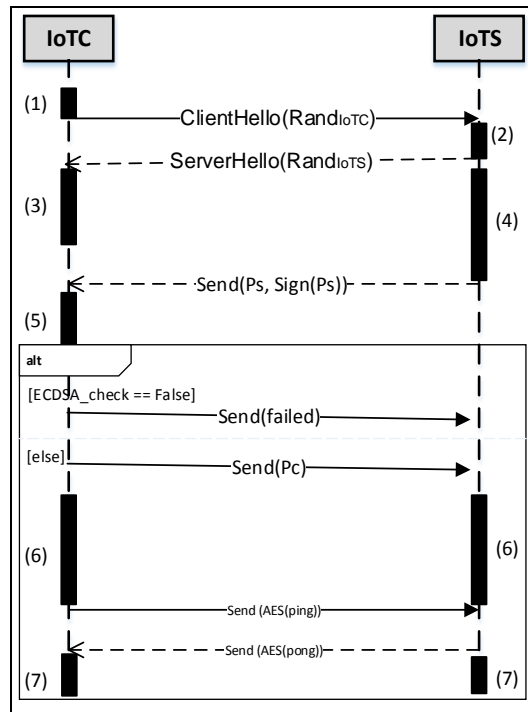 IoTC IoTS
(1)
ClientHello(RandIoTC)
(2)
ServerHello(RandIoTS)
(3)
(4)
Send(Ps, Sign(Ps))
(5)
alt
[ECDSA_check == False]
Send(failed)
[else]
Send(Pc)
(6) (6)
Send (AES(ping))
Send (AES(pong))
(7) (7)